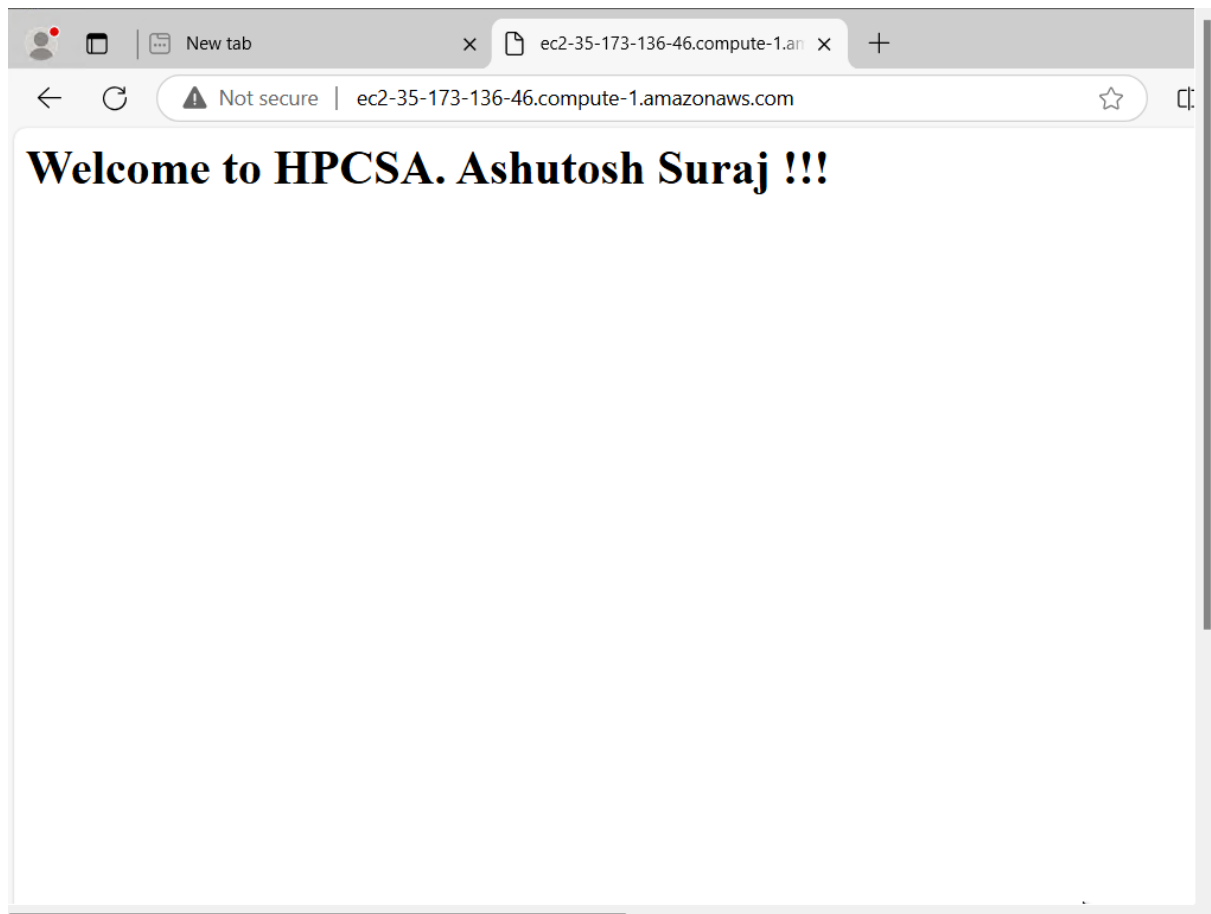 New tab
ec2-35-173-136-46.compute-1.an
Not secure ec2-35-173-136-46.compute-1.amazonaws.com
Welcome to HPCSA. Ashutosh Suraj !!!